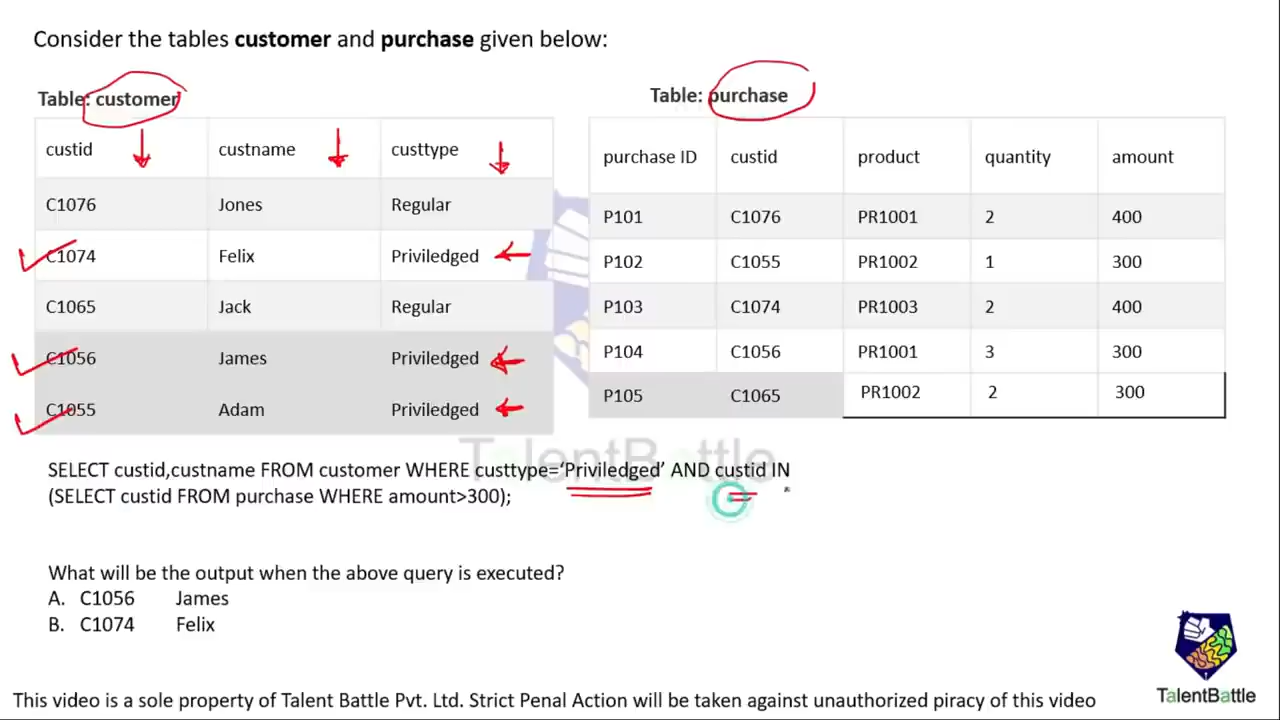 Consider the tables customer and purchase given below:
Table: customer
custid custname custtype
C1076 Jones Regular
C1074 Felix Priviledged
C1065 Jack Regular
C1056 James Priviledged
C1055 Adam Priviledged
Table: purchase
purchase ID custid product quantity amount
P101 C1076 PR1001 2 400
P102 C1055 PR1002 1 300
P103 C1074 PR1003 2 400
P104 C1056 PR1001 3 300
P105 C1065 PR1002 2 300
TalentBattle
SELECT custid,custname FROM customer WHERE custtype=‘Priviledged’ AND custid IN
(SELECT custid FROM purchase WHERE amount>300);
What will be the output when the above query is executed?
A. C1056 James
B. C1074 Felix
TalentBattle
This video is a sole property of Talent Battle Pvt. Ltd. Strict Penal Action will be taken against unauthorized piracy of this video